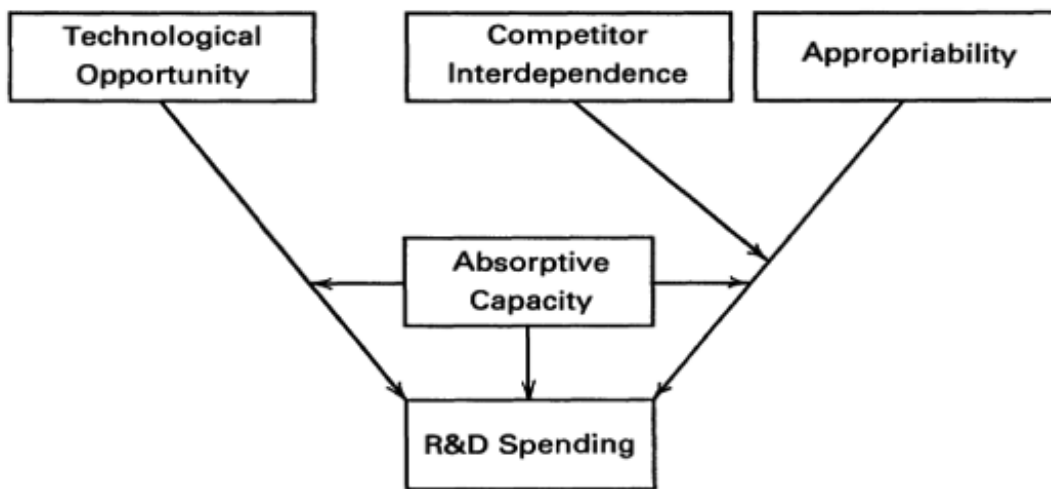 Technological
Opportunity
Competitor
Interdependence
Appropriability
Absorptive
Capacity
R&D Spending